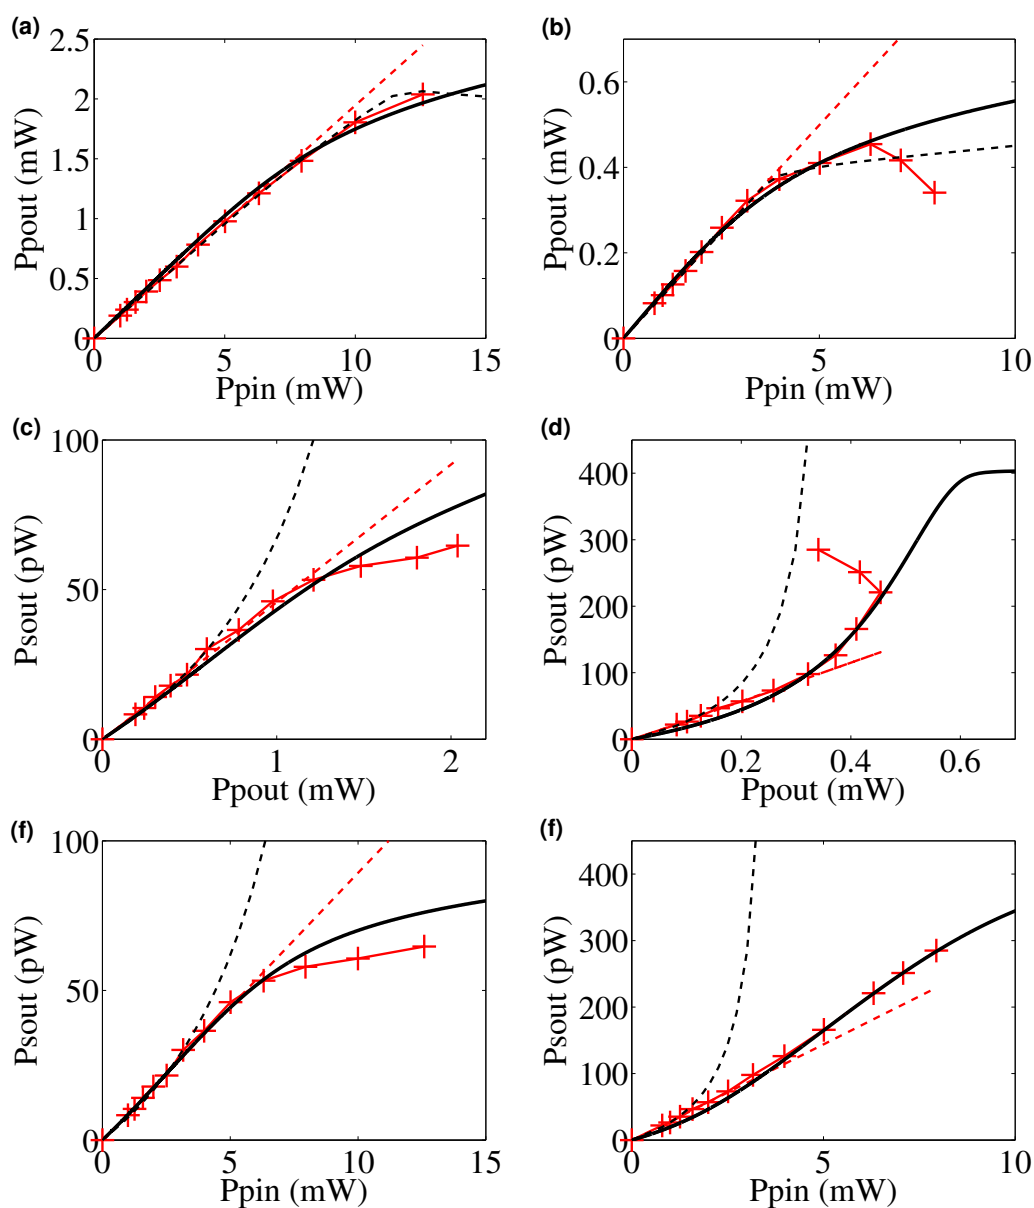 (a)
2.5
2
1.5
1
0.5
0
Ppout (mW)
0 5 10 15
Ppin (mW)
(b)
0.6
0.4
0.2
0
Ppout (mW)
0 5 10
Ppin (mW)
(c)
100
50
0
Psout (pW)
0 1 2
Ppout (mW)
(d)
400
300
200
100
0
Psout (pW)
0 0.2 0.4 0.6
Ppout (mW)
(f)
100
50
0
Psout (pW)
0 5 10 15
Ppin (mW)
(f)
400
300
200
100
0
Psout (pW)
0 5 10
Ppin (mW)